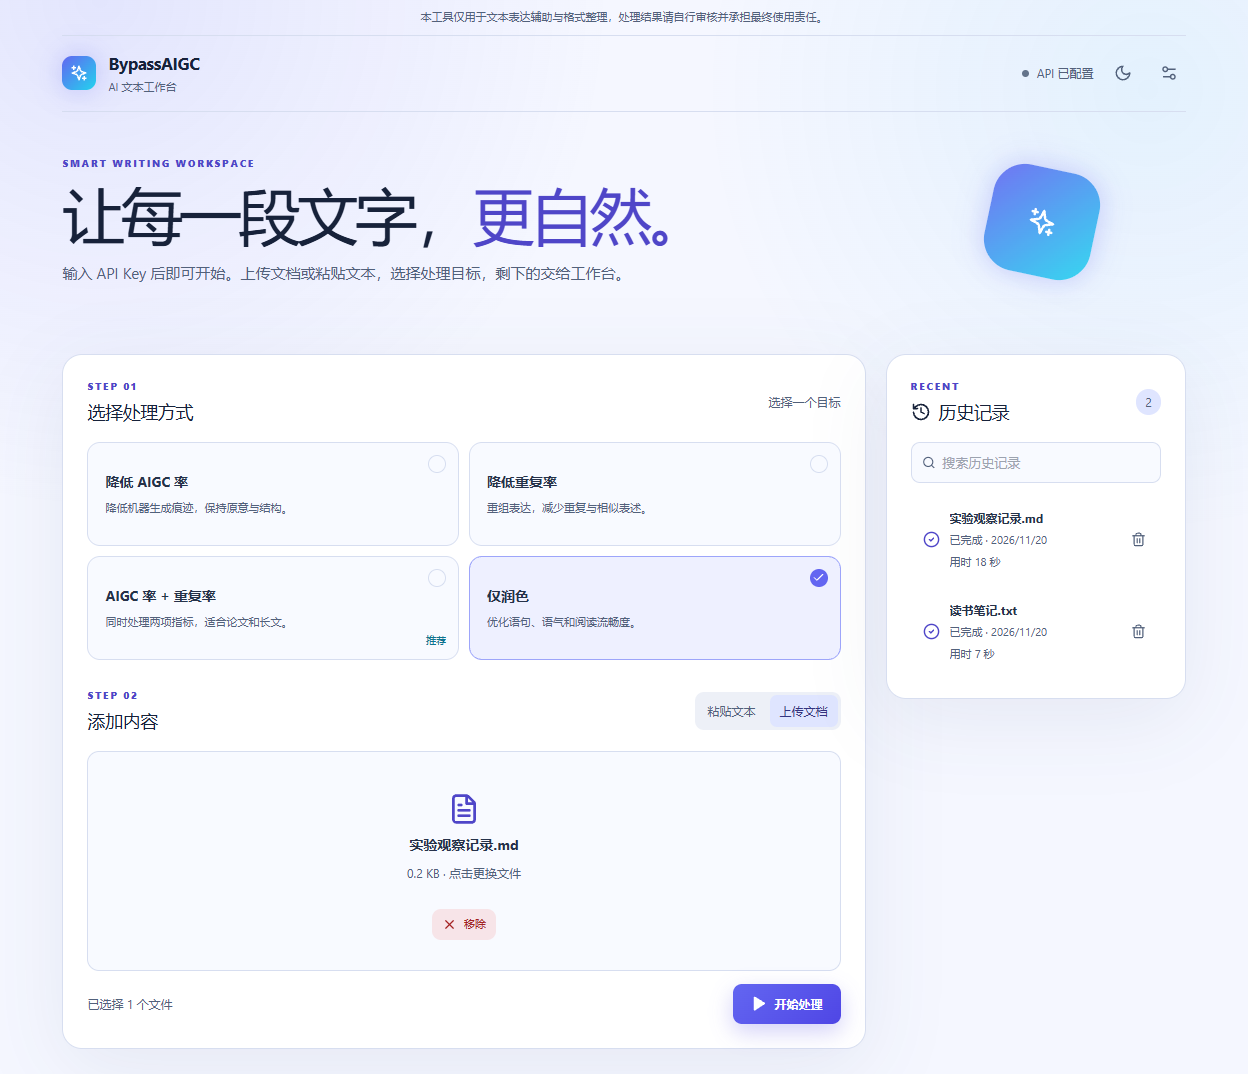 本工具仅用于文本表达辅助与格式整理，处理结果请自行审核并承担最终使用责任。
BypassAIGC
AI 文本工作台
API 已配置
SMART WRITING WORKSPACE
让每一段文字，更自然。
输入 API Key 后即可开始。上传文档或粘贴文本，选择处理目标，剩下的交给工作台。
STEP 01
选择处理方式
选择一个目标
降低 AIGC 率
降低机器生成痕迹，保持原意与结构。
降低重复率
重组表达，减少重复与相似表述。
AIGC 率 + 重复率
同时处理两项指标，适合论文和长文。
推荐
仅润色
优化语句、语气和阅读流畅度。
STEP 02
添加内容
粘贴文本
上传文档
实验观察记录.md
0.2 KB · 点击更换文件
移除
已选择 1 个文件
开始处理
RECENT
历史记录
2
搜索历史记录
实验观察记录.md
已完成 · 2026/11/20
用时 18 秒
读书笔记.txt
已完成 · 2026/11/20
用时 7 秒